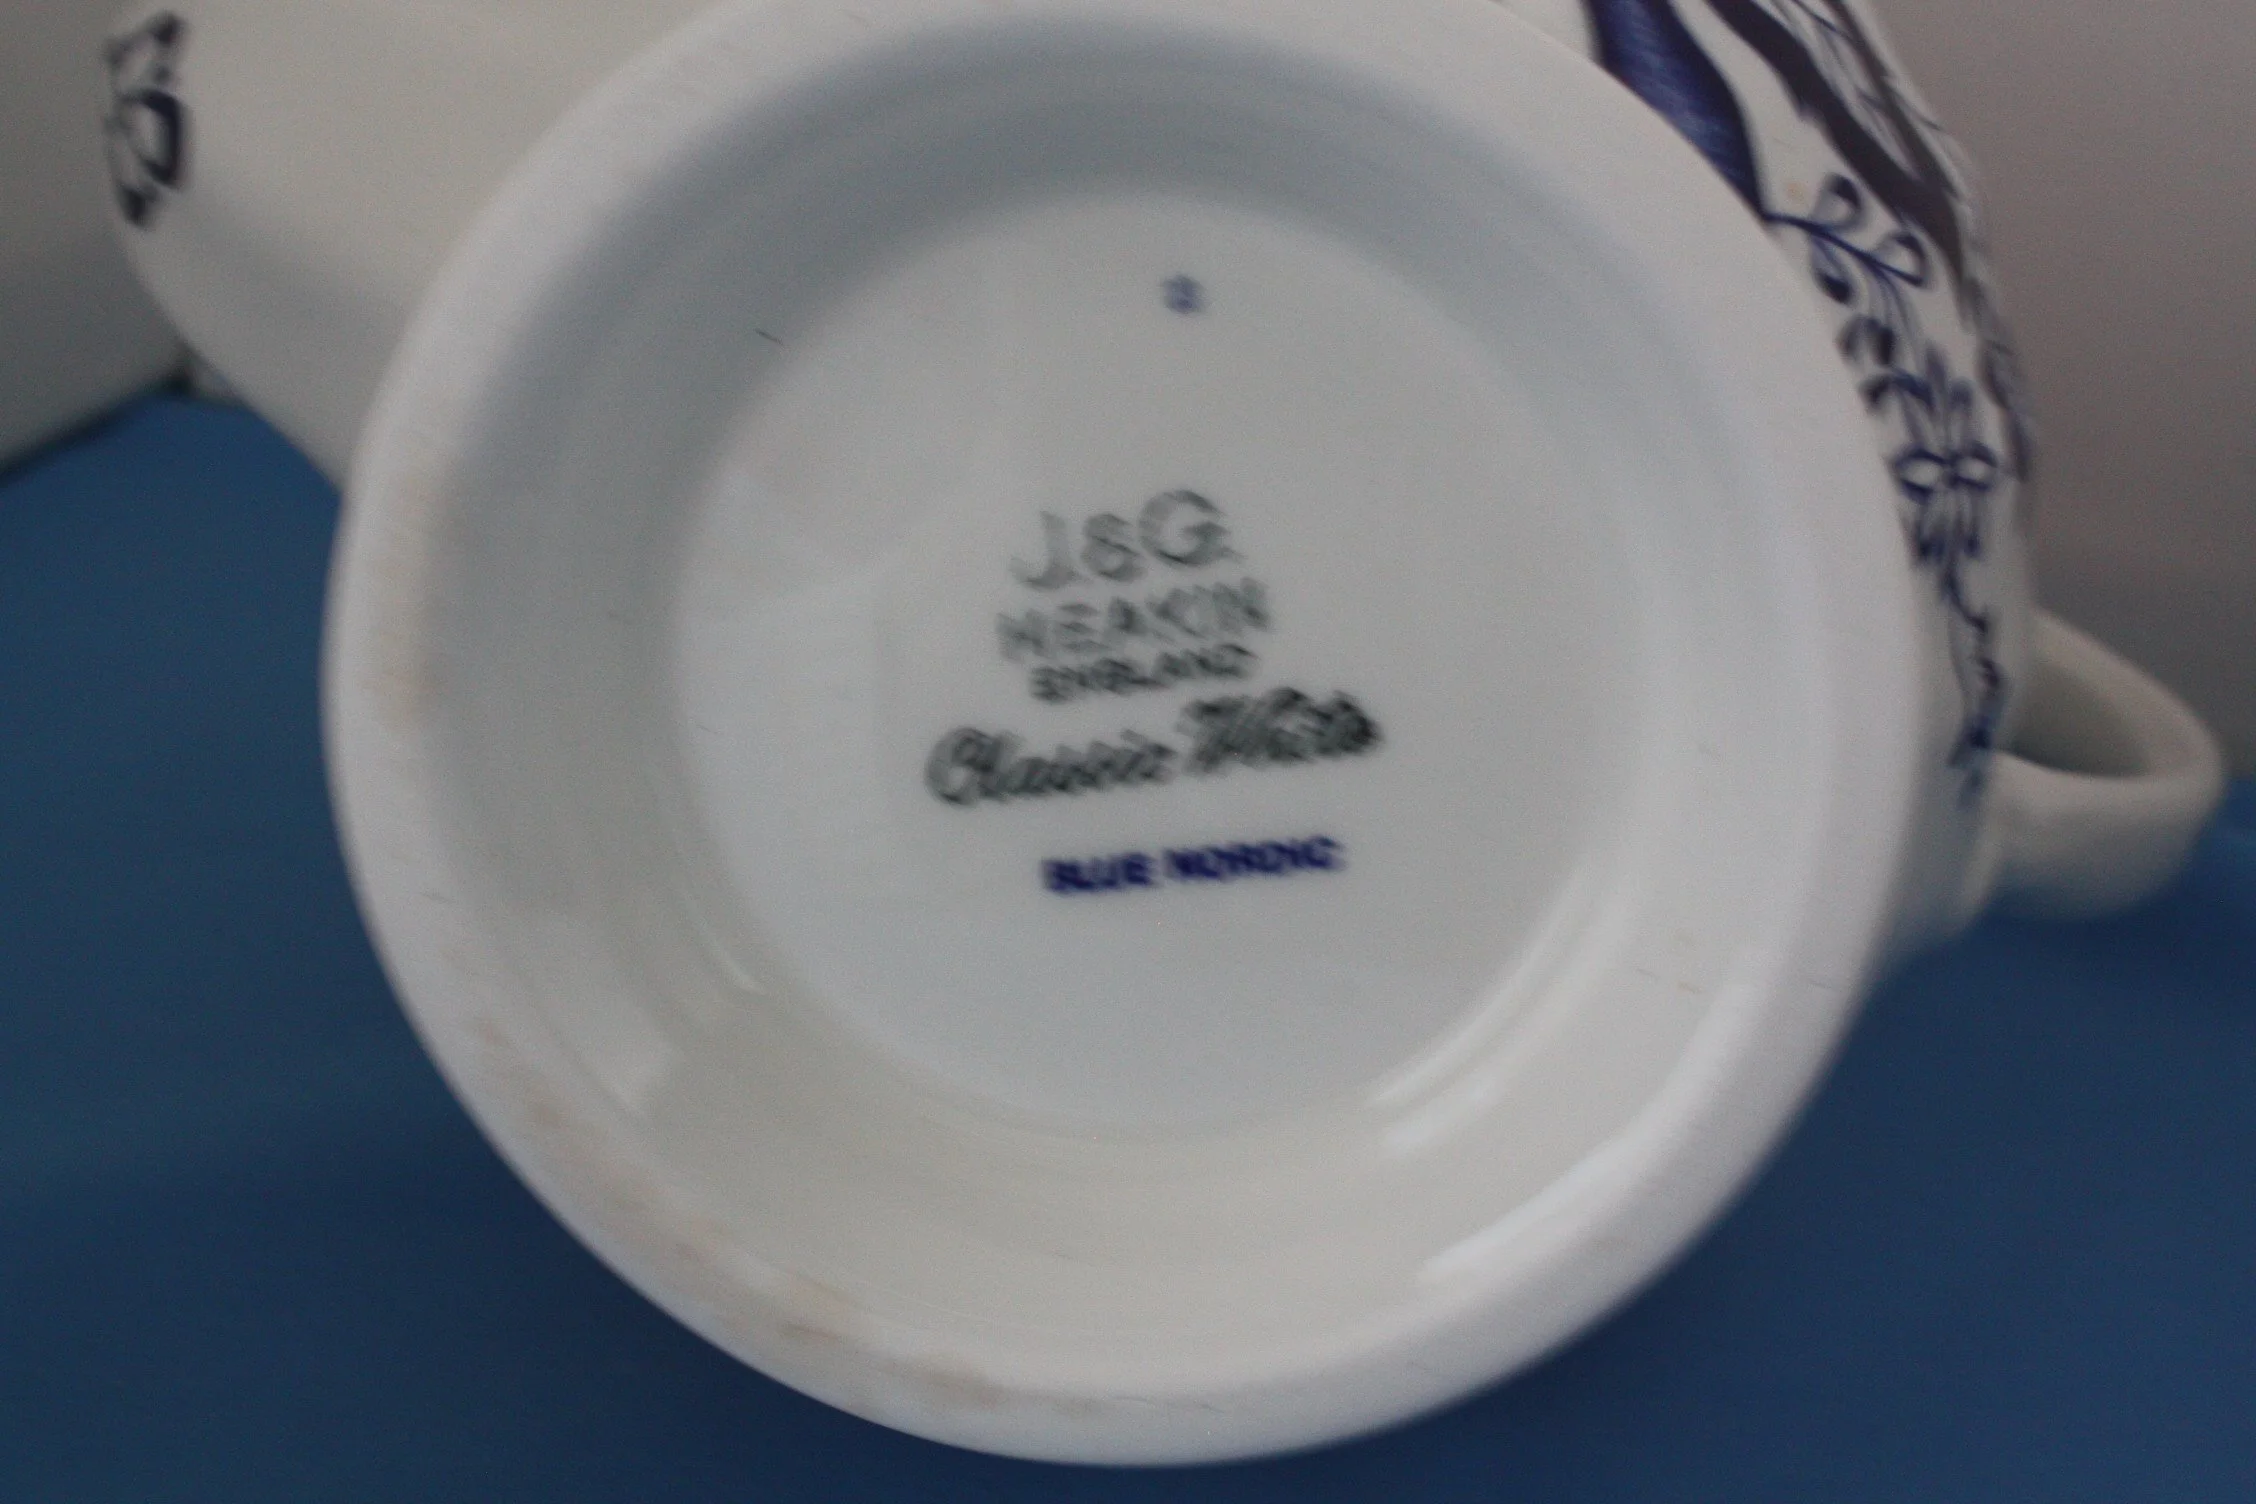 J.&G.
MEAKIN
ENGLAND
Classic White
BLUE NORDIC